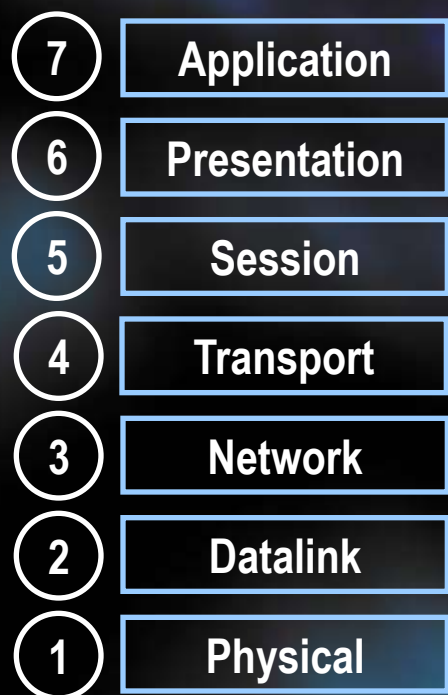 7 Application
6 Presentation
5 Session
4 Transport
3 Network
2 Datalink
1 Physical